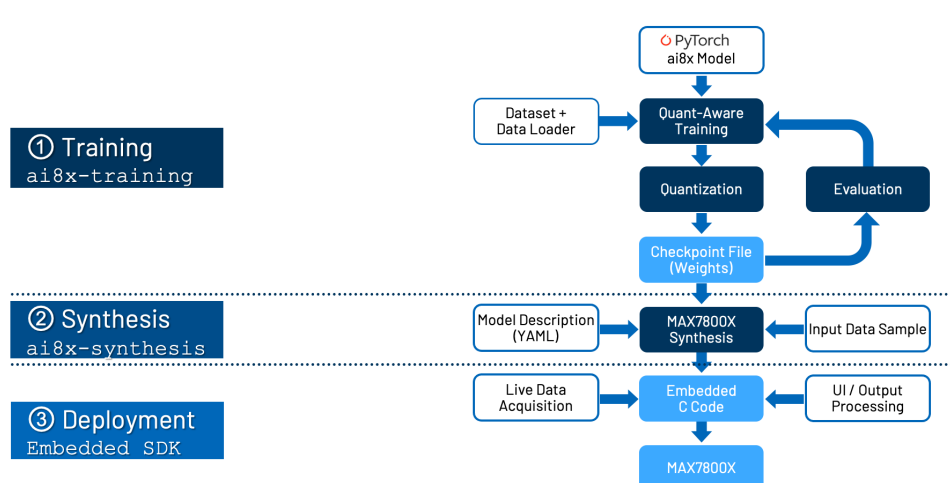 PyTorch
ai8x Model
Dataset +
Data Loader
Quant-Aware
Training
① Training
ai8x-training
Quantization
Evaluation
Checkpoint File
(Weights)
② Synthesis
ai8x-synthesis
Model Description
(YAML)
MAX7800X
Synthesis
Input Data Sample
③ Deployment
Embedded SDK
Live Data
Acquisition
Embedded
C Code
UI / Output
Processing
MAX7800X